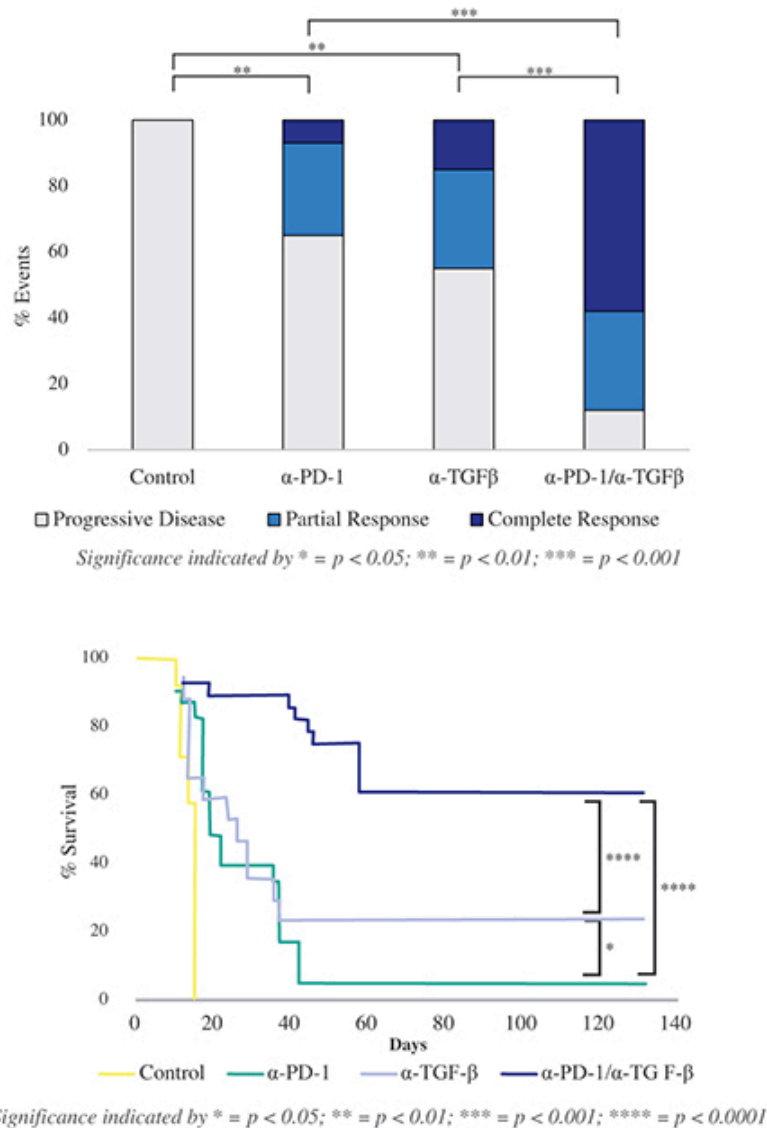 ***
**
**
***
100
80
60
40
20
0
% Events
Control
α-PD-1
α-TGFβ
α-PD-1/α-TGFβ
Progressive Disease
Partial Response
Complete Response
Significance indicated by * = p < 0.05; ** = p < 0.01; *** = p < 0.001
100
80
60
40
20
0
% Survival
****
****
*
0 20 40 60 80 100 120 140
Days
Control
α-PD-1
α-TGF-β
α-PD-1/α-TG F-β
Significance indicated by * = p < 0.05; ** = p < 0.01; *** = p < 0.001; **** = p < 0.0001